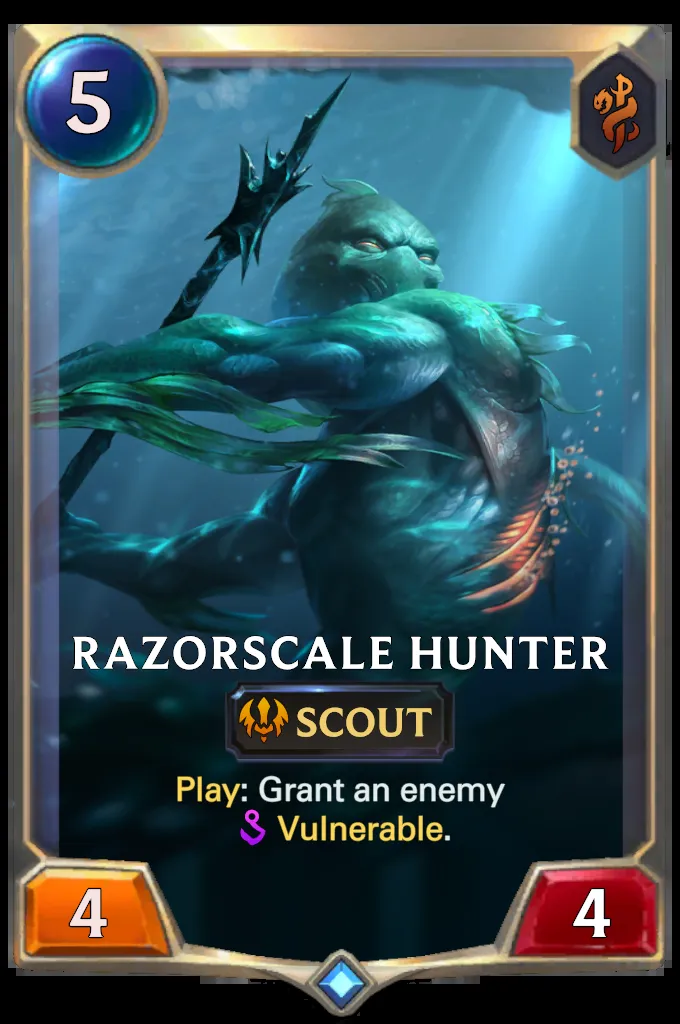 5
RAZORSCALE HUNTER
SCOUT
Play: Grant an enemy
Vulnerable.
4
4